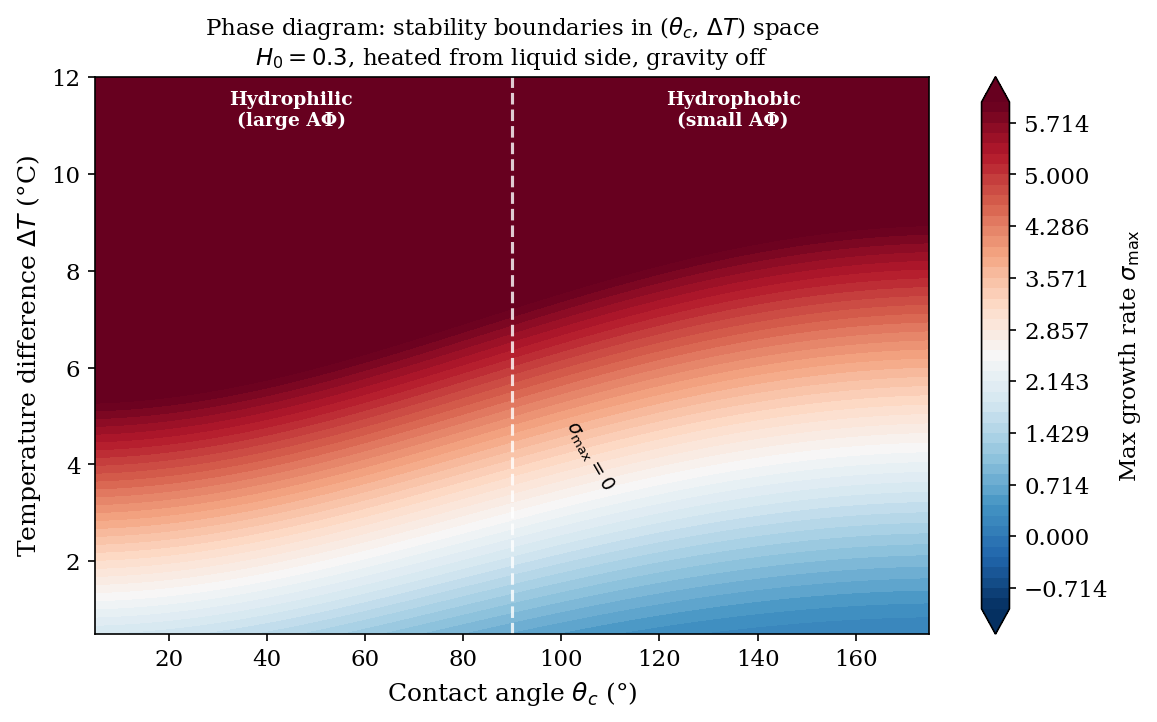 Phase diagram: stability boundaries in (θc, ΔT) space
H₀ = 0.3, heated from liquid side, gravity off
12
10
8
6
4
2
Temperature difference ΔT (°C)
Hydrophilic
(large AΦ)
Hydrophobic
(small AΦ)
σmax = 0
20
40
60
80
100
120
140
160
Contact angle θc (°)
5.714
5.000
4.286
3.571
2.857
2.143
1.429
0.714
0.000
−0.714
Max growth rate σmax